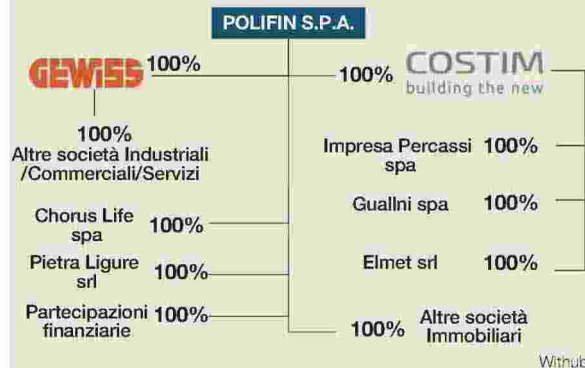 POLIFIN S.P.A.
GEWISS 100%
100% COSTIM
building the new
100%
Altre società Industriali
/Commerciali/Servizi
Impresa Percassi 100%
spa
Guallni spa 100%
Chorus Life 100%
spa
Pietra Ligure 100%
srl
Elmet srl 100%
Partecipazioni 100%
finanziarie
100% Altre società
Immobiliari
Withub